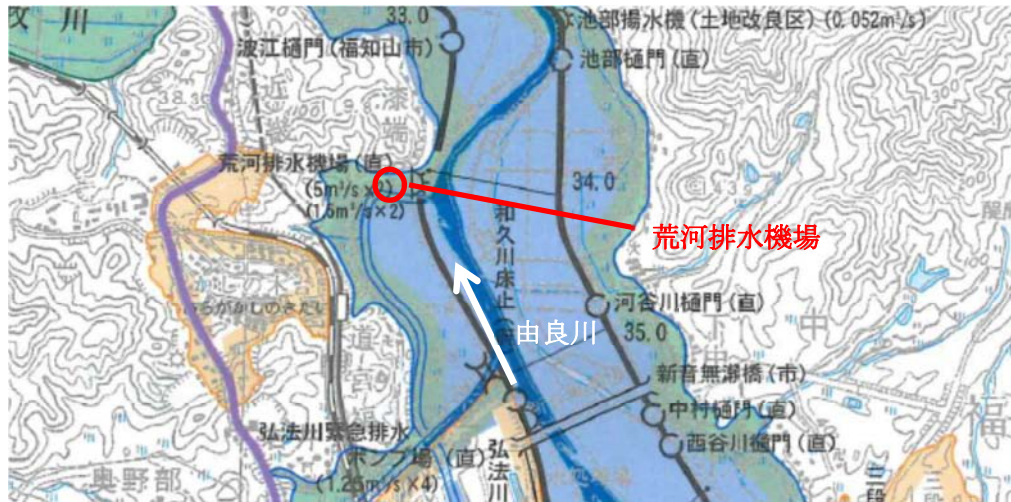 33.0
池部揚水機(土地改良区)(0.052m³/s)
波江樋門(福知山市)
池部樋門(直)
荒河排水機場(直)
(1.5m³/s×2)
34.0
荒河排水機場
和久川床止
河谷川樋門(直)
35.0
由良川
新音無瀬橋(市)
中村樋門(直)
西谷川樋門(直)
弘法川緊急排水
ポンプ場(直)
(1.25m³/s×4)
弘法川
奥野部
福